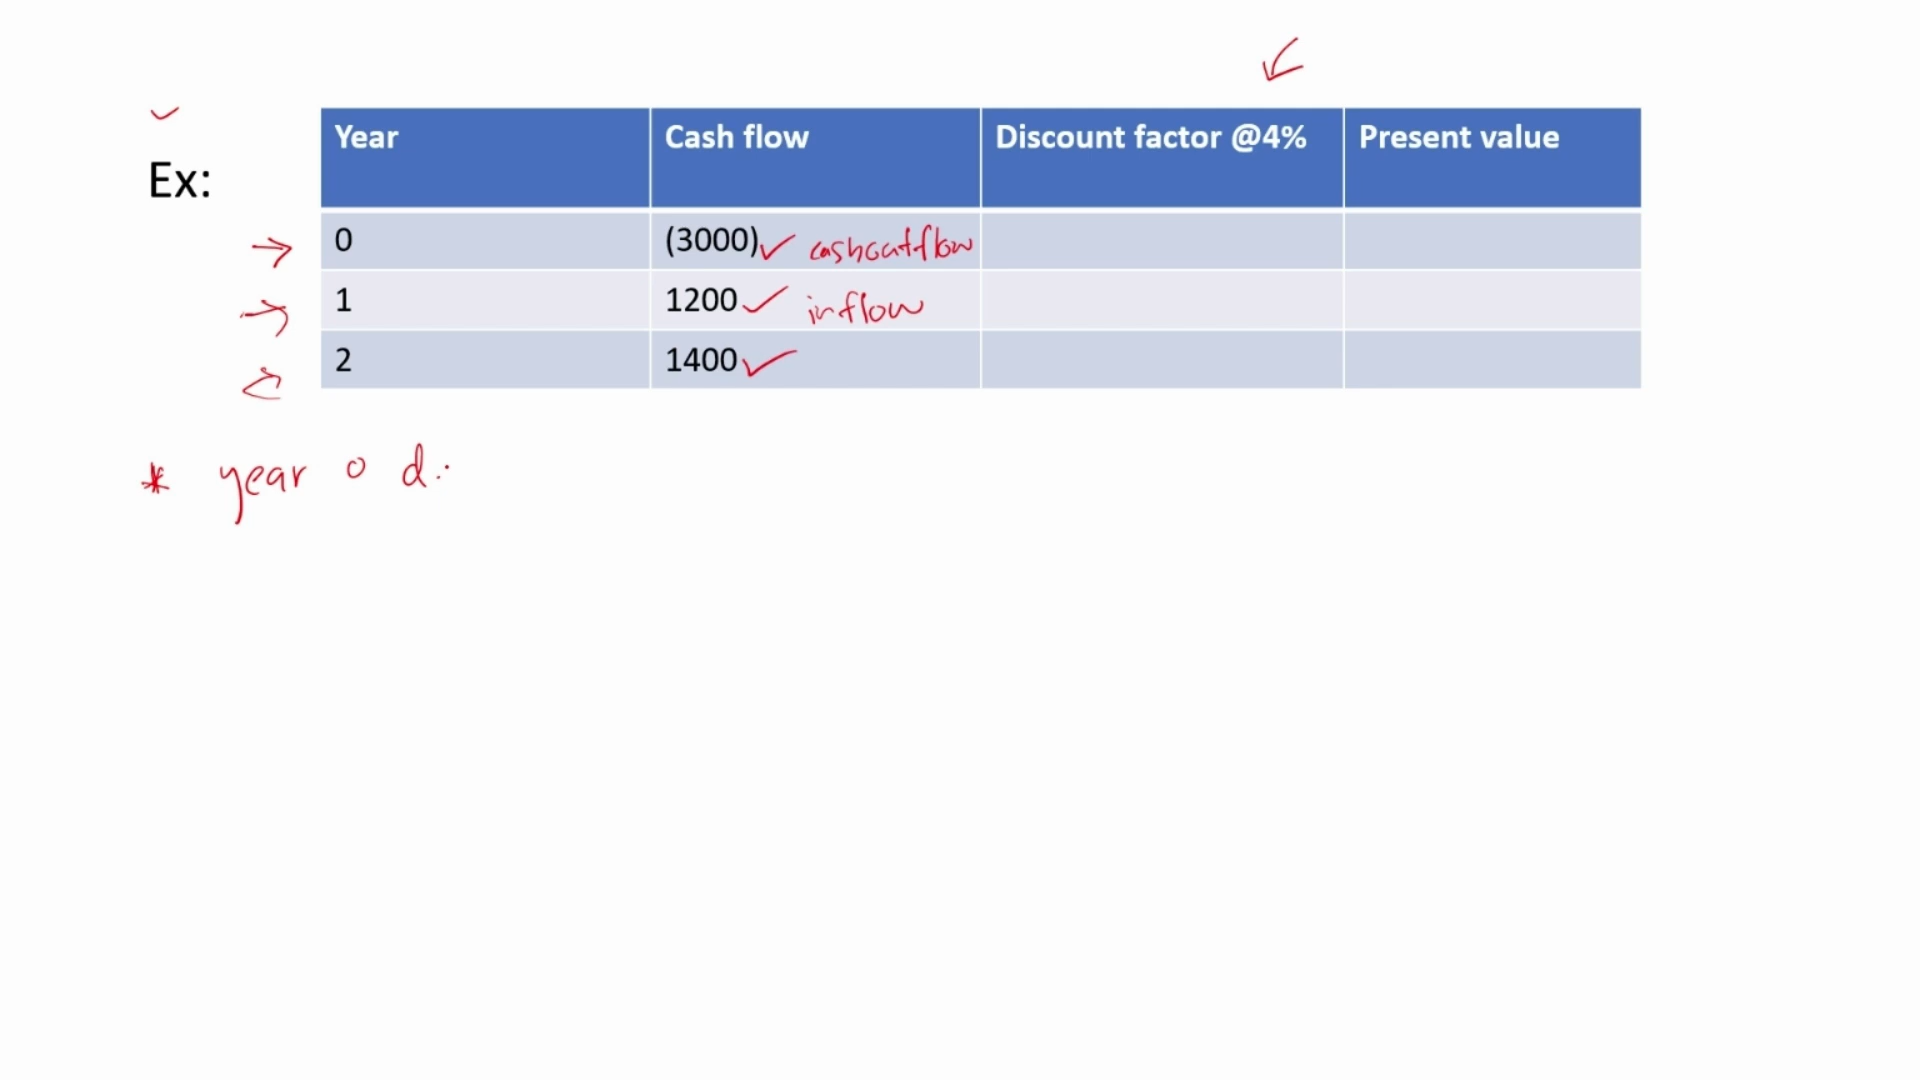 Ex:
Year Cash flow Discount factor @4% Present value
0 (3000) cashoutflow
1 1200 inflow
2 1400
* year 0 d.